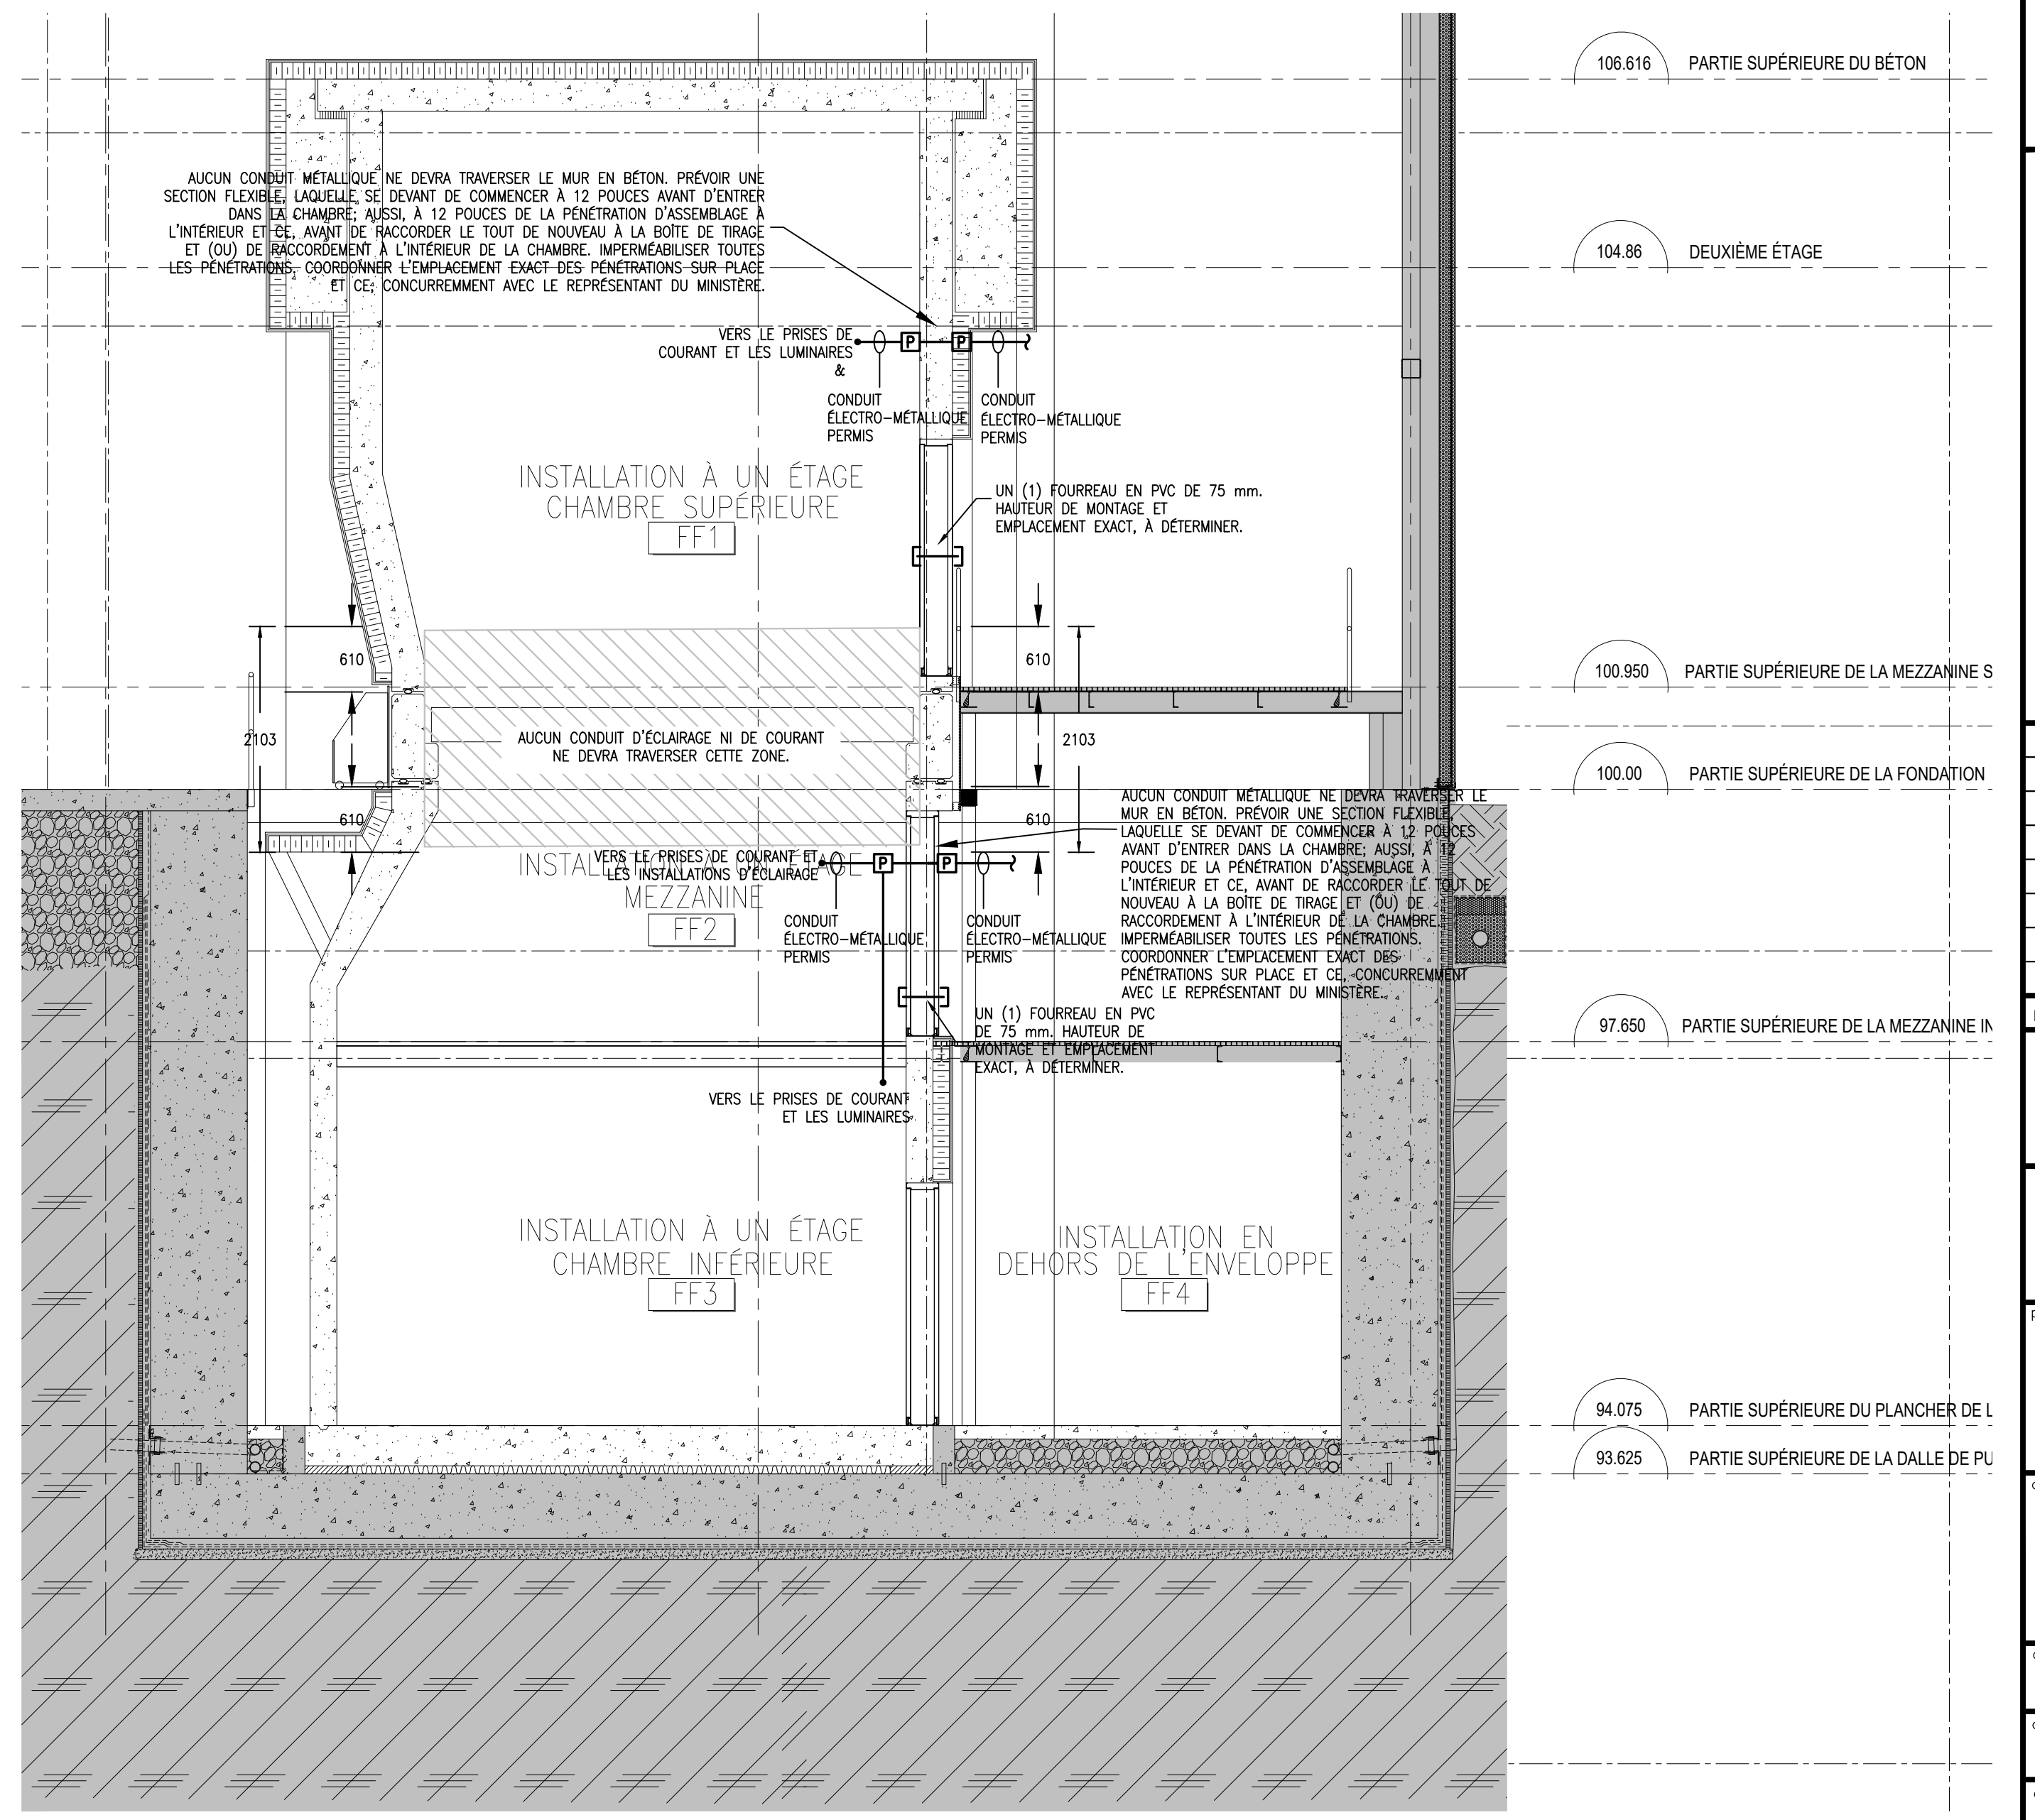 106.616 PARTIE SUPÉRIEURE DU BÉTON
AUCUN CONDUIT MÉTALLIQUE NE DEVRA TRAVERSER LE MUR EN BÉTON. PRÉVOIR UNE
SECTION FLEXIBLE, LAQUELLE SE DEVANT DE COMMENCER À 12 POUCES AVANT D'ENTRER
DANS LA CHAMBRE; AUSSI, À 12 POUCES DE LA PÉNÉTRATION D'ASSEMBLAGE À
L'INTÉRIEUR ET CE, AVANT DE RACCORDER LE TOUT DE NOUVEAU À LA BOÎTE DE TIRAGE
ET (OU) DE RACCORDEMENT À L'INTÉRIEUR DE LA CHAMBRE. IMPERMÉABILISER TOUTES
LES PÉNÉTRATIONS. COORDONNER L'EMPLACEMENT EXACT DES PÉNÉTRATIONS SUR PLACE
ET CE, CONCURREMMENT AVEC LE REPRÉSENTANT DU MINISTÈRE.
104.86 DEUXIÈME ÉTAGE
VERS LE PRISES DE
COURANT ET LES LUMINAIRES
&
P P
CONDUIT
ÉLECTRO-MÉTALLIQUE
PERMIS
CONDUIT
ÉLECTRO-MÉTALLIQUE
PERMIS
INSTALLATION À UN ÉTAGE
CHAMBRE SUPÉRIEURE
FF1
UN (1) FOURREAU EN PVC DE 75 mm.
HAUTEUR DE MONTAGE ET
EMPLACEMENT EXACT, À DÉTERMINER.
610
610
100.950 PARTIE SUPÉRIEURE DE LA MEZZANINE S
2103
AUCUN CONDUIT D'ÉCLAIRAGE NI DE COURANT
NE DEVRA TRAVERSER CETTE ZONE.
2103
100.00 PARTIE SUPÉRIEURE DE LA FONDATION
610
610
AUCUN CONDUIT MÉTALLIQUE NE DEVRA TRAVERSER LE
MUR EN BÉTON. PRÉVOIR UNE SECTION FLEXIBLE,
LAQUELLE SE DEVANT DE COMMENCER À 12 POUCES
AVANT D'ENTRER DANS LA CHAMBRE; AUSSI, À 12
POUCES DE LA PÉNÉTRATION D'ASSEMBLAGE À
L'INTÉRIEUR ET CE, AVANT DE RACCORDER LE TOUT DE
NOUVEAU À LA BOÎTE DE TIRAGE ET (OU) DE
RACCORDEMENT À L'INTÉRIEUR DE LA CHAMBRE.
IMPERMÉABILISER TOUTES LES PÉNÉTRATIONS.
COORDONNER L'EMPLACEMENT EXACT DES
PÉNÉTRATIONS SUR PLACE ET CE, CONCURREMMENT
AVEC LE REPRÉSENTANT DU MINISTÈRE.
VERS LE PRISES DE COURANT ET
LES INSTALLATIONS D'ÉCLAIRAGE
P P
INSTALLATION À UN ÉTAGE
MEZZANINE
FF2
CONDUIT
ÉLECTRO-MÉTALLIQUE
PERMIS
CONDUIT
ÉLECTRO-MÉTALLIQUE
PERMIS
UN (1) FOURREAU EN PVC
DE 75 mm. HAUTEUR DE
MONTAGE ET EMPLACEMENT
EXACT, À DÉTERMINER.
97.650 PARTIE SUPÉRIEURE DE LA MEZZANINE IN
VERS LE PRISES DE COURANT
ET LES LUMINAIRES
INSTALLATION À UN ÉTAGE
CHAMBRE INFÉRIEURE
FF3
INSTALLATION EN
DEHORS DE L'ENVELOPPE
FF4
94.075 PARTIE SUPÉRIEURE DU PLANCHER DE L
93.625 PARTIE SUPÉRIEURE DE LA DALLE DE PU